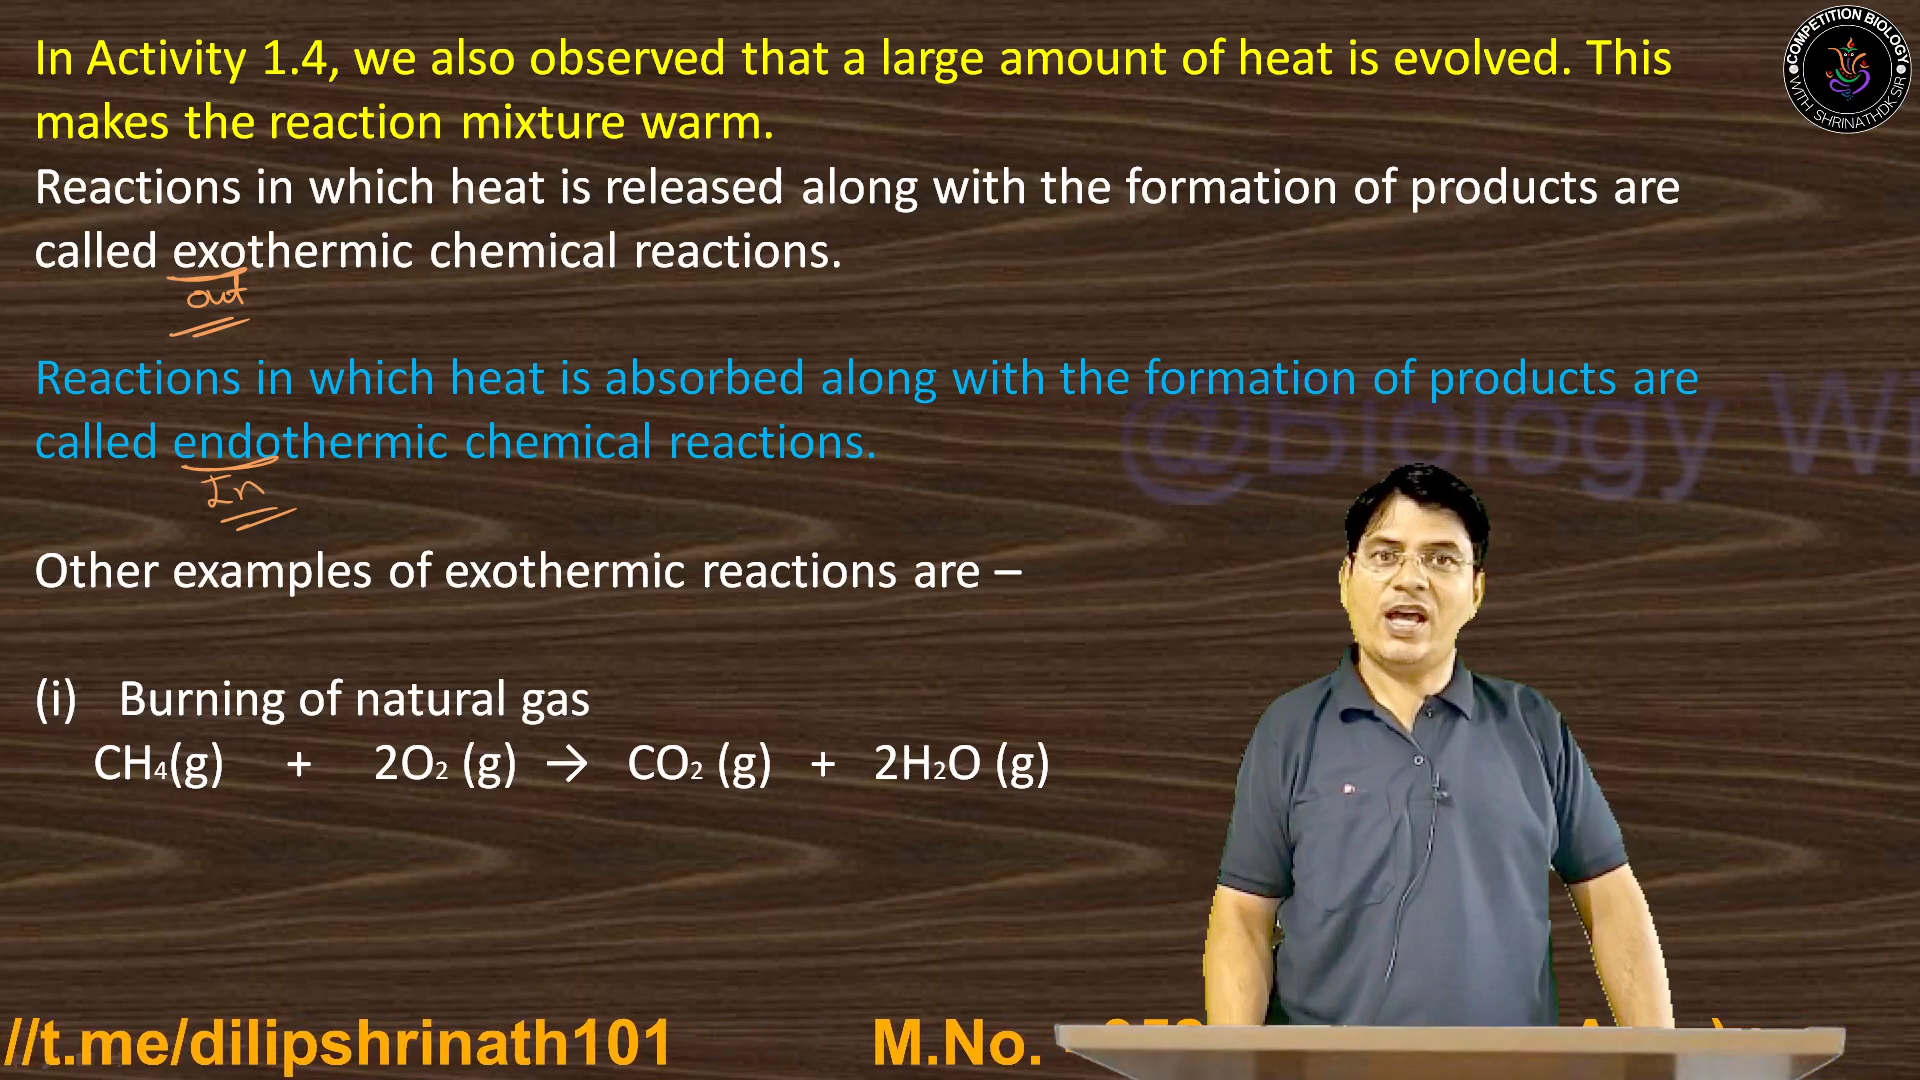 In Activity 1.4, we also observed that a large amount of heat is evolved. This
makes the reaction mixture warm.
Reactions in which heat is released along with the formation of products are
called exothermic chemical reactions.
out
Reactions in which heat is absorbed along with the formation of products are
called endothermic chemical reactions.
In
Other examples of exothermic reactions are –
(i) Burning of natural gas
CH₄(g) + 2O₂ (g) → CO₂ (g) + 2H₂O (g)
@Biology Wi
COMPETITION BIOLOGY
WITH SHRINATHDK SIR
//t.me/dilipshrinath101 M.No.